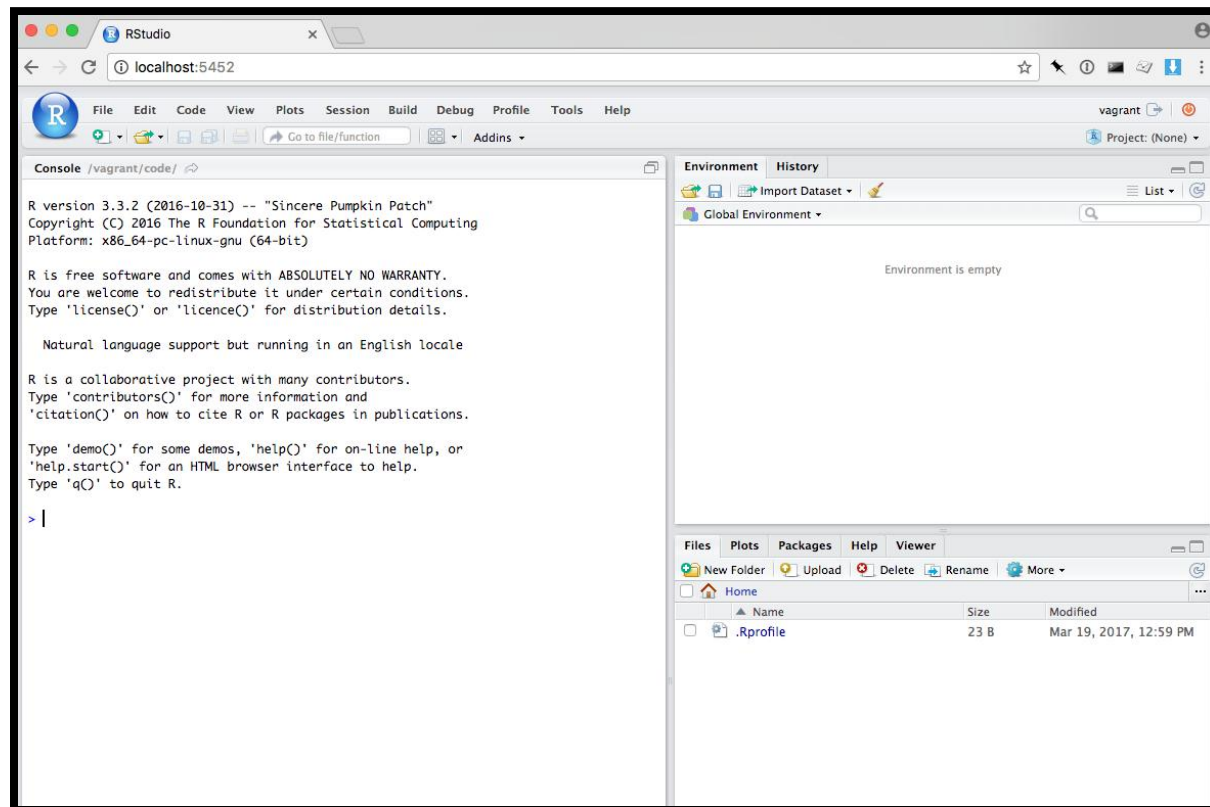 RStudio
localhost:5452
R File Edit Code View Plots Session Build Debug Profile Tools Help vagrant
Go to file/function Addins Project: (None)
Console /vagrant/code/
R version 3.3.2 (2016-10-31) -- "Sincere Pumpkin Patch"
Copyright (C) 2016 The R Foundation for Statistical Computing
Platform: x86_64-pc-linux-gnu (64-bit)
R is free software and comes with ABSOLUTELY NO WARRANTY.
You are welcome to redistribute it under certain conditions.
Type 'license()' or 'licence()' for distribution details.
Natural language support but running in an English locale
R is a collaborative project with many contributors.
Type 'contributors()' for more information and
'citation()' on how to cite R or R packages in publications.
Type 'demo()' for some demos, 'help()' for on-line help, or
'help.start()' for an HTML browser interface to help.
Type 'q()' to quit R.
>
Environment History
Import Dataset List
Global Environment
Environment is empty
Files Plots Packages Help Viewer
New Folder Upload Delete Rename More
Home ...
Name Size Modified
.Rprofile 23 B Mar 19, 2017, 12:59 PM